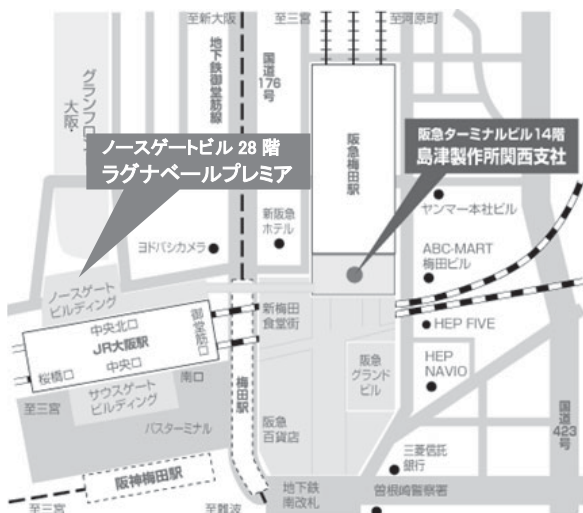 至新大阪
至三宮
至河原町
地下鉄御堂筋線
国道
176
号
グランフロント
大阪
ノースゲートビル 28 階
ラグナベールプレミア
阪急梅田駅
阪急ターミナルビル14階
島津製作所関西支社
ヤンマー本社ビル
新阪急
ホテル
ヨドバシカメラ
ABC-MART
梅田ビル
ノースゲート
ビルディング
新梅田
食堂街
HEP FIVE
中央北口
御堂筋口
JR大阪駅
中央口
桜橋口
阪急
グランド
ビル
HEP
NAVIO
サウスゲート
ビルディング
南口
至三宮
梅田駅
バスターミナル
阪急
百貨店
国道
423
号
三菱信託
銀行
阪神梅田駅
地下鉄
南改札
曽根崎警察署
至三宮
至難波